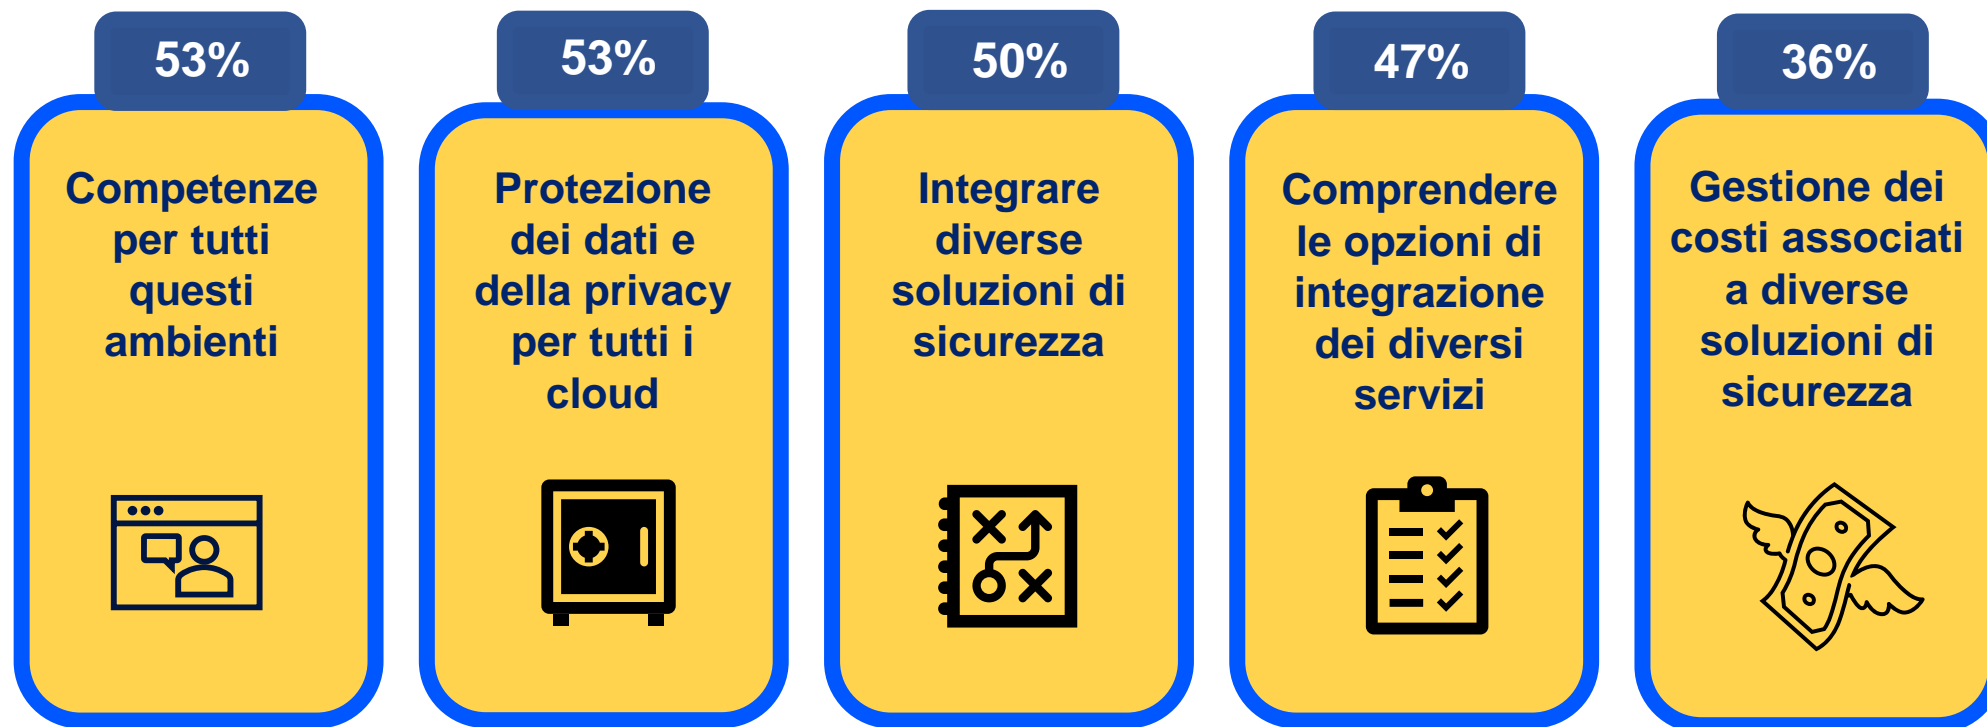 53%
Competenze
per tutti
questi
ambienti
53%
Protezione
dei dati e
della privacy
per tutti i
cloud
50%
Integrare
diverse
soluzioni di
sicurezza
47%
Comprendere
le opzioni di
integrazione
dei diversi
servizi
36%
Gestione dei
costi associati
a diverse
soluzioni di
sicurezza